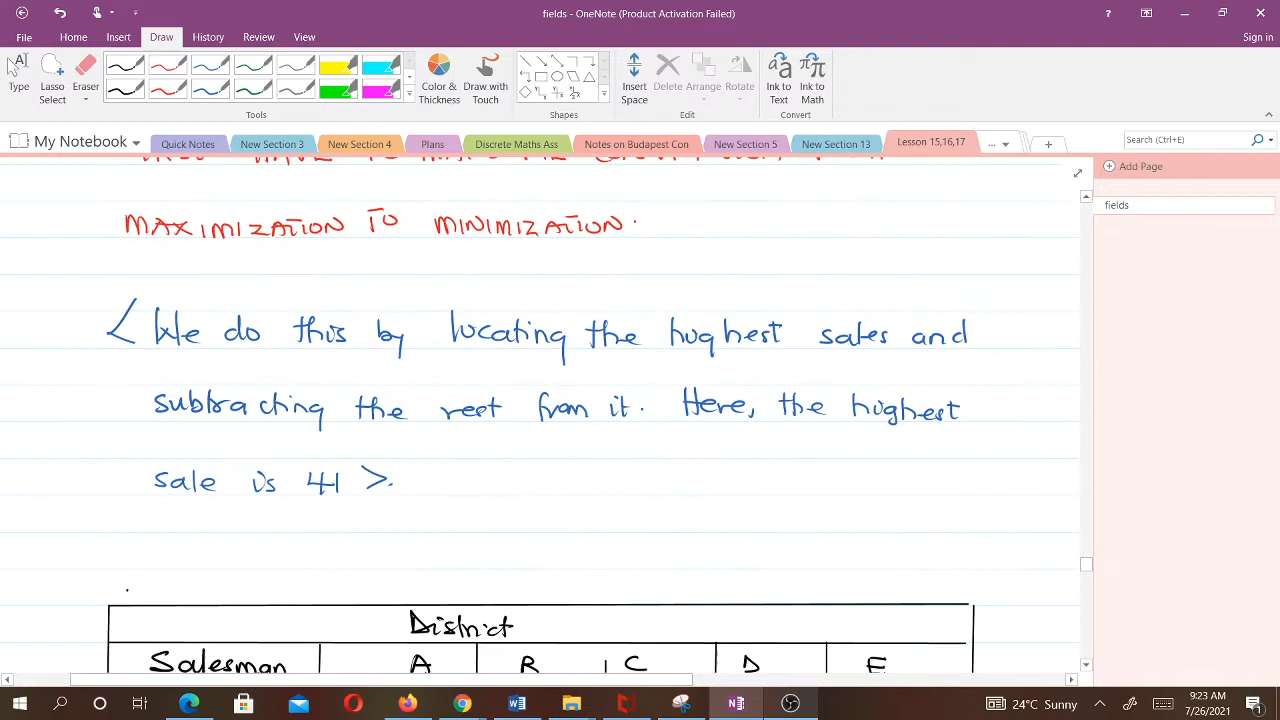 fields - OneNote (Product Activation Failed)
File Home Insert Draw History Review View Sign in
Type Lasso Select Eraser Color & Thickness Draw with Touch Insert Space Delete Arrange Rotate Ink to Text Ink to Math
Tools Shapes Edit Convert
My Notebook Quick Notes New Section 3 New Section 4 Plans Discrete Maths Ass Notes on Budapest Con New Section 5 New Section 13 Lesson 15,16,17 ... Search (Ctrl+E)
Add Page
fields
MAXIMIZATION TO MINIMIZATION.
< We do this by locating the highest sales and
subtracting the rest from it. Here, the highest
sale is 41 >.
District
Salesman A B C D E
24°C Sunny 9:23 AM
7/26/2021